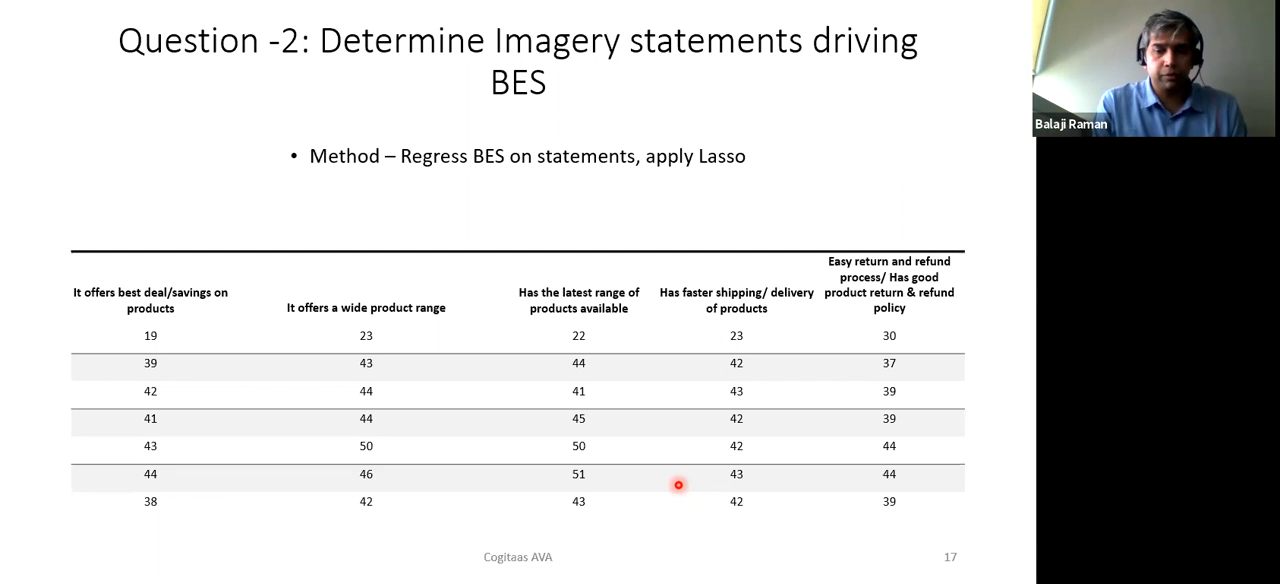 Question -2: Determine Imagery statements driving
BES
• Method – Regress BES on statements, apply Lasso
It offers best deal/savings on
products
It offers a wide product range
Has the latest range of
products available
Has faster shipping/ delivery
of products
Easy return and refund
process/ Has good
product return & refund
policy
19 23 22 23 30
39 43 44 42 37
42 44 41 43 39
41 44 45 42 39
43 50 50 42 44
44 46 51 43 44
38 42 43 42 39
Cogitaas AVA
17
Balaji Raman